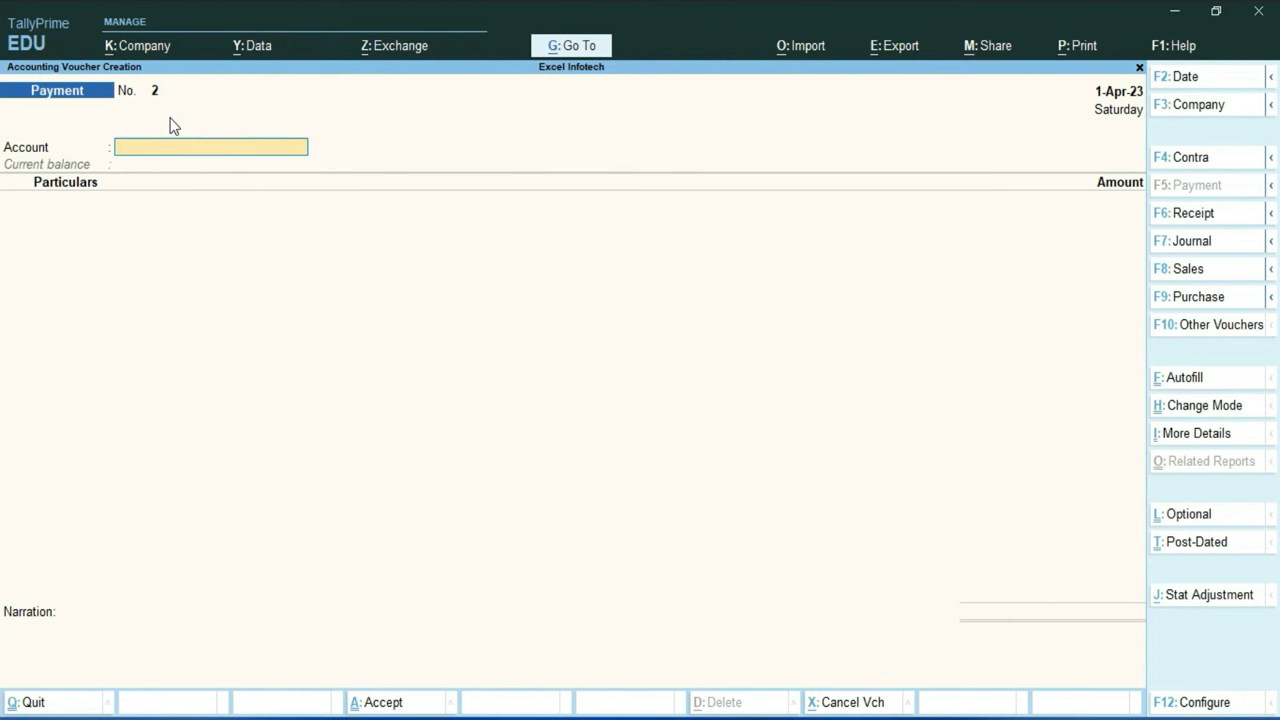 TallyPrime
EDU
MANAGE
K: Company
Y: Data
Z: Exchange
G: Go To
O: Import
E: Export
M: Share
P: Print
F1: Help
Accounting Voucher Creation
Excel Infotech
Payment No. 2
1-Apr-23
Saturday
Account :
Current balance :
Particulars
Amount
Narration:
F2: Date
F3: Company
F4: Contra
F5: Payment
F6: Receipt
F7: Journal
F8: Sales
F9: Purchase
F10: Other Vouchers
F: Autofill
H: Change Mode
I: More Details
O: Related Reports
L: Optional
T: Post-Dated
J: Stat Adjustment
Q: Quit
A: Accept
D: Delete
X: Cancel Vch
F12: Configure